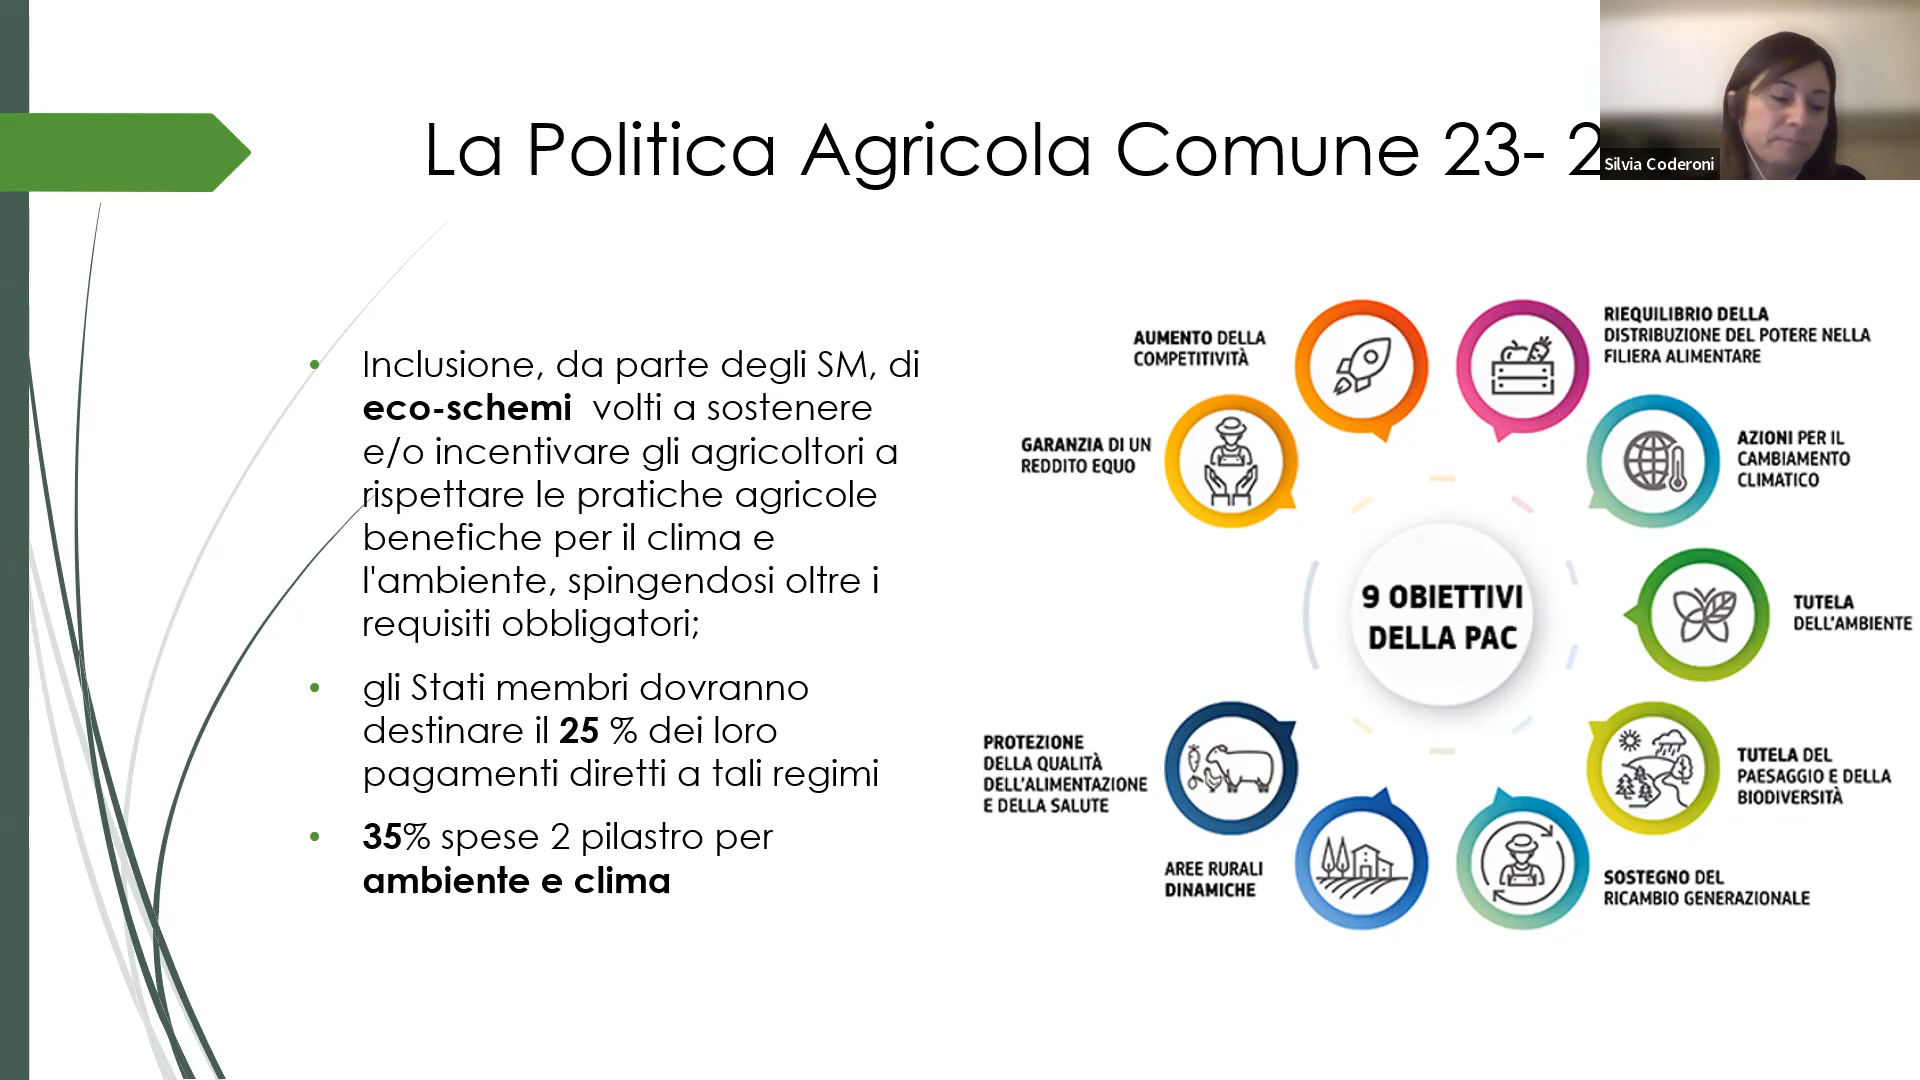 La Politica Agricola Comune 23- 2
Silvia Coderoni
Inclusione, da parte degli SM, di
eco-schemi volti a sostenere
e/o incentivare gli agricoltori a
rispettare le pratiche agricole
benefiche per il clima e
l'ambiente, spingendosi oltre i
requisiti obbligatori;
gli Stati membri dovranno
destinare il 25 % dei loro
pagamenti diretti a tali regimi
35% spese 2 pilastro per
ambiente e clima
AUMENTO DELLA
COMPETITIVITÀ
RIEQUILIBRIO DELLA
DISTRIBUZIONE DEL POTERE NELLA
FILIERA ALIMENTARE
GARANZIA DI UN
REDDITO EQUO
AZIONI PER IL
CAMBIAMENTO
CLIMATICO
9 OBIETTIVI
DELLA PAC
TUTELA
DELL'AMBIENTE
PROTEZIONE
DELLA QUALITÀ
DELL'ALIMENTAZIONE
E DELLA SALUTE
TUTELA DEL
PAESAGGIO E DELLA
BIODIVERSITÀ
AREE RURALI
DINAMICHE
SOSTEGNO DEL
RICAMBIO GENERAZIONALE